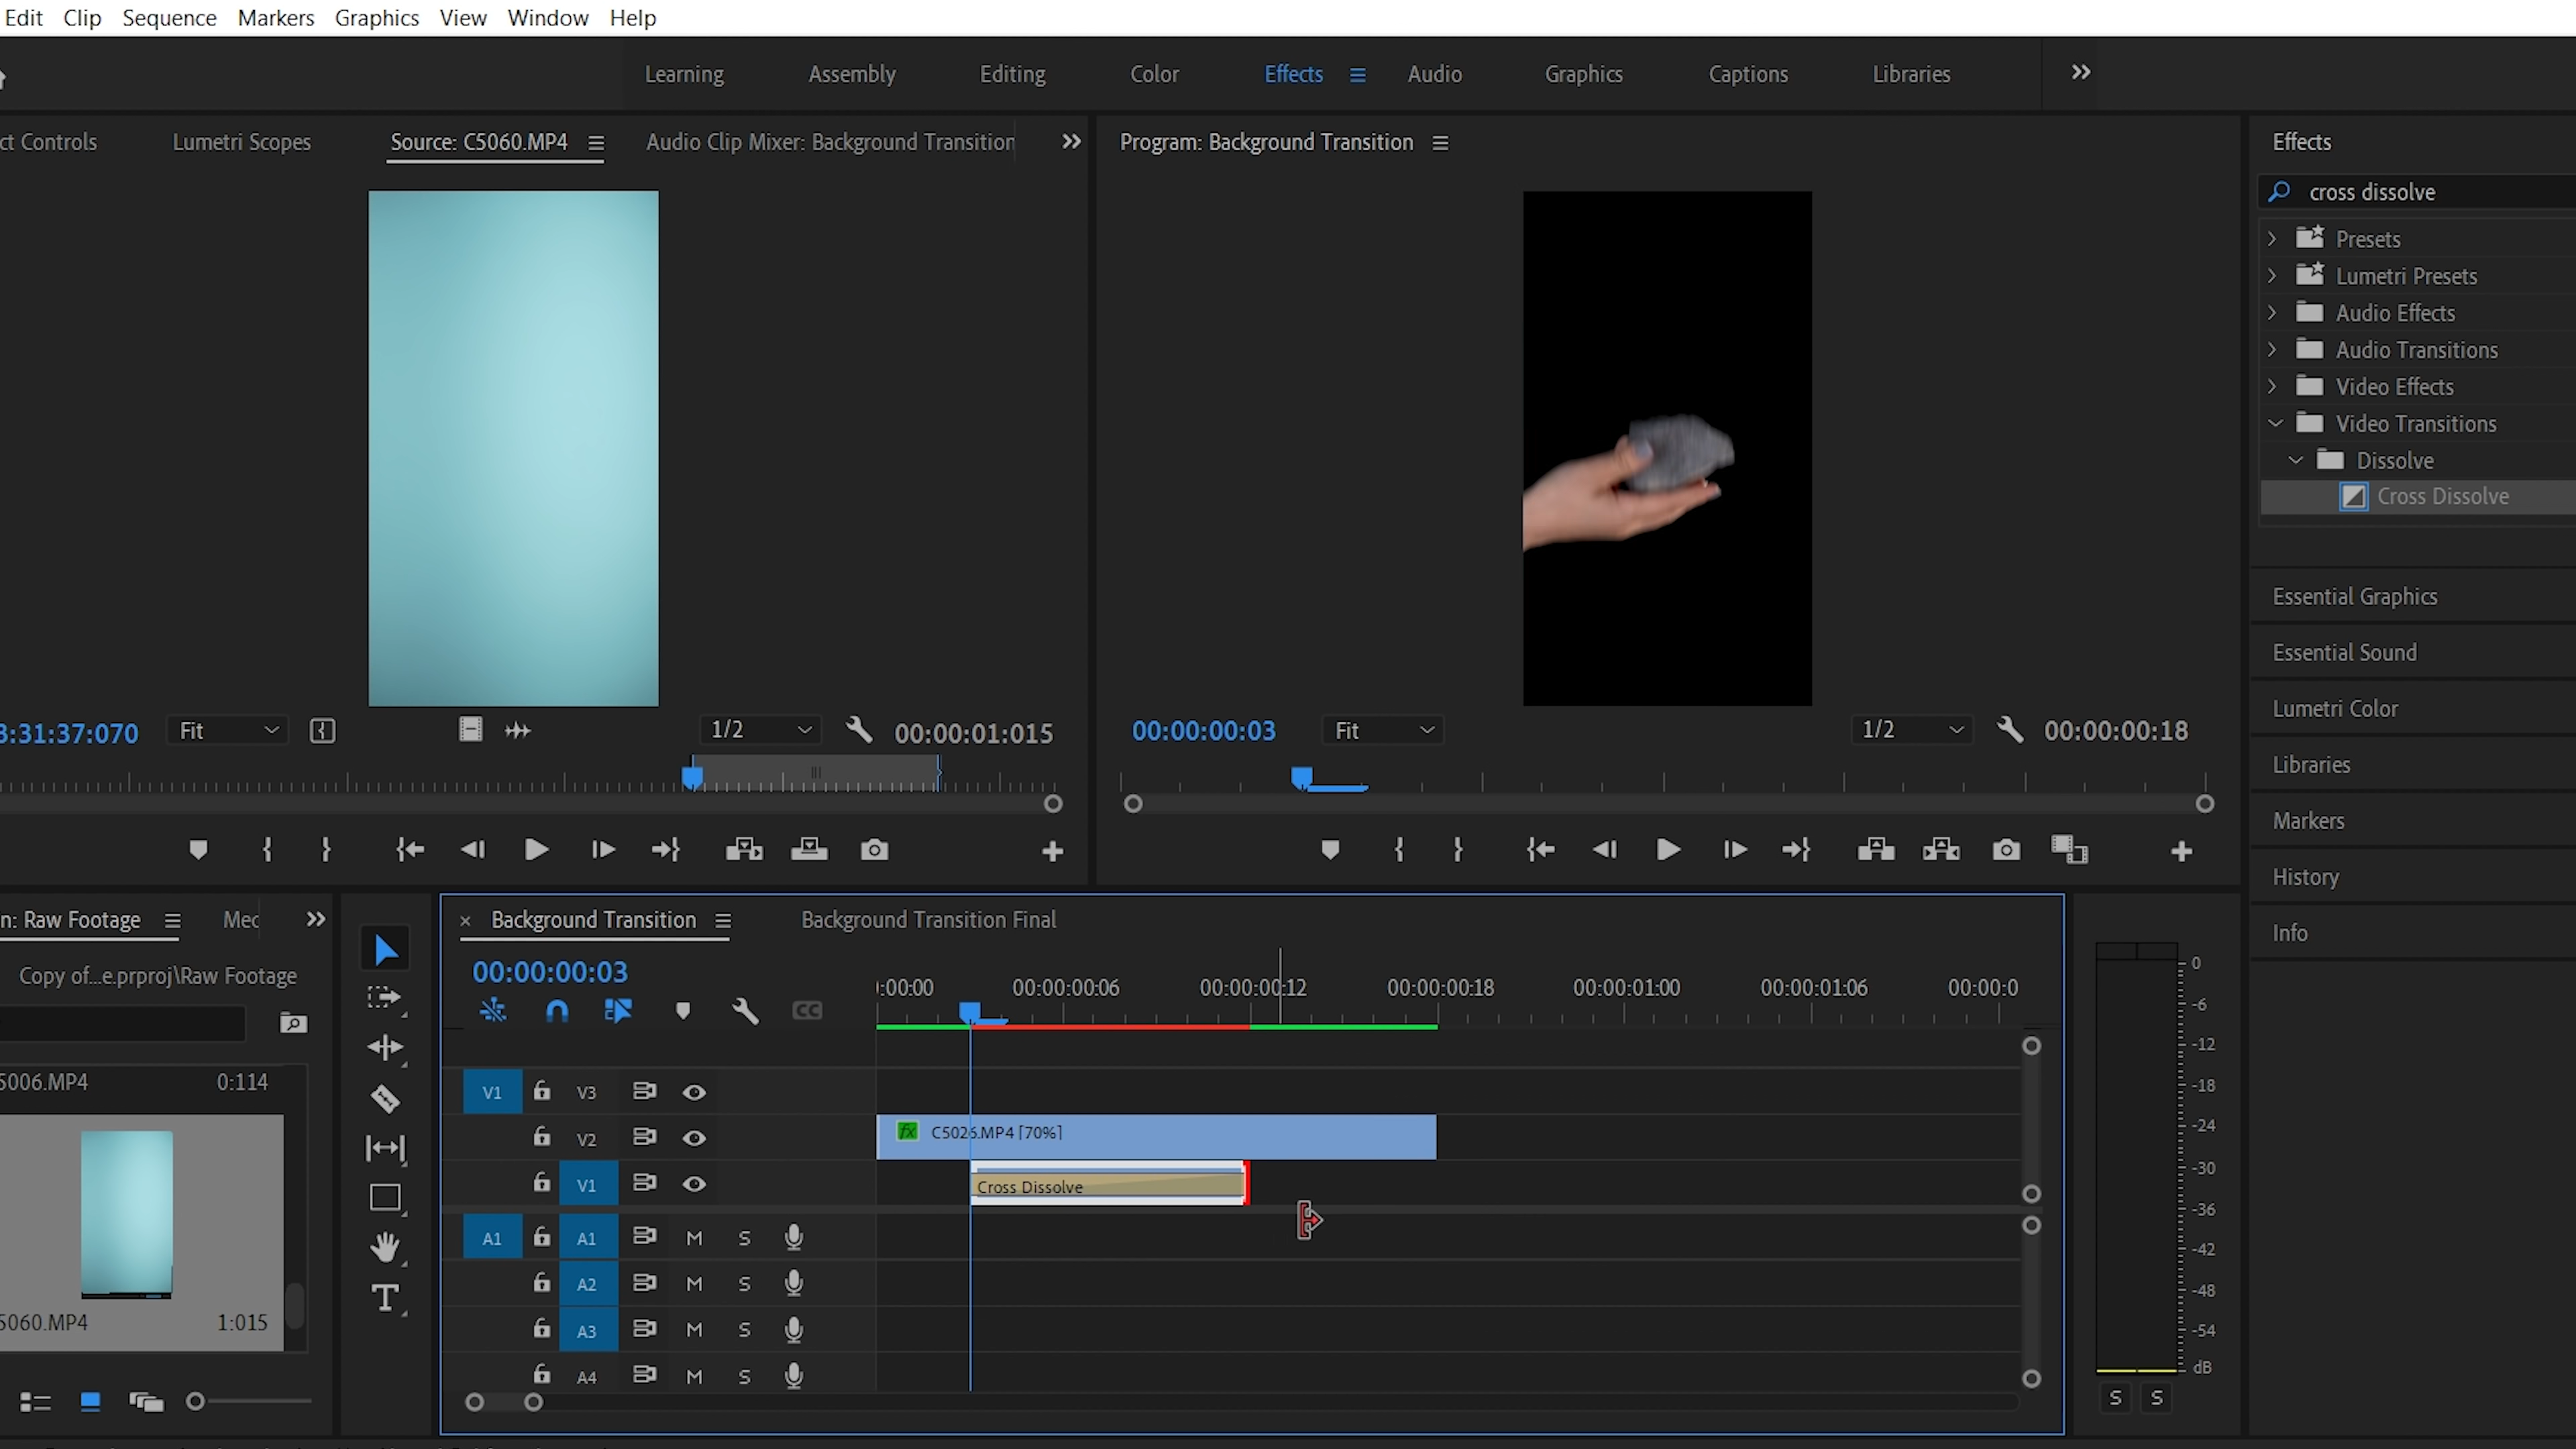 Edit Clip Sequence Markers Graphics View Window Help
Learning Assembly Editing Color Effects Audio Graphics Captions Libraries
ct Controls Lumetri Scopes Source: C5060.MP4 Audio Clip Mixer: Background Transition
Program: Background Transition
Effects
cross dissolve
Presets
Lumetri Presets
Audio Effects
Audio Transitions
Video Effects
Video Transitions
Dissolve
Cross Dissolve
Essential Graphics
Essential Sound
Lumetri Color
Libraries
Markers
History
Info
3:31:37:070 Fit 1/2 00:00:01:015
00:00:00:03 Fit 1/2 00:00:00:18
n: Raw Footage Med
Copy of...e.prproj\Raw Footage
5006.MP4 0:114
5060.MP4 1:015
Background Transition Background Transition Final
00:00:00:03
:00:00 00:00:00:06 00:00:00:12 00:00:00:18 00:00:01:00 00:00:01:06 00:00:0
CC
V1 V3
V2 C5026.MP4 [70%]
V1 Cross Dissolve
A1 A1 M S
A2 M S
A3 M S
A4 M S
0
-6
-12
-18
-24
-30
-36
-42
-48
-54
dB
S S